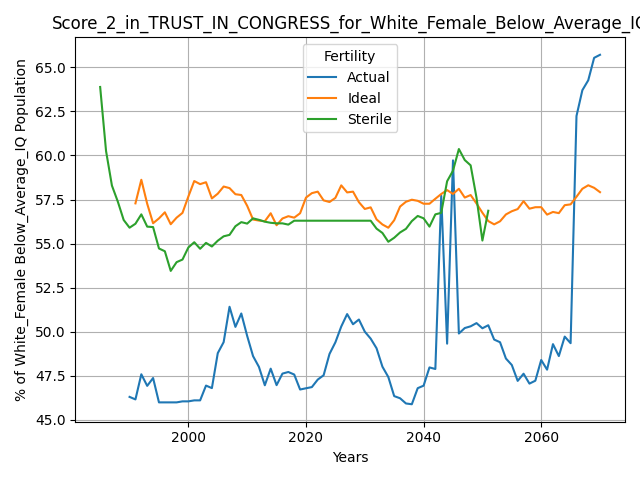 Score_2_in_TRUST_IN_CONGRESS_for_White_Female_Below_Average_IQ
Fertility
Actual
Ideal
Sterile
65.0
62.5
60.0
57.5
55.0
52.5
50.0
47.5
45.0
% of White_Female Below_Average_IQ Population
2000
2020
2040
2060
Years